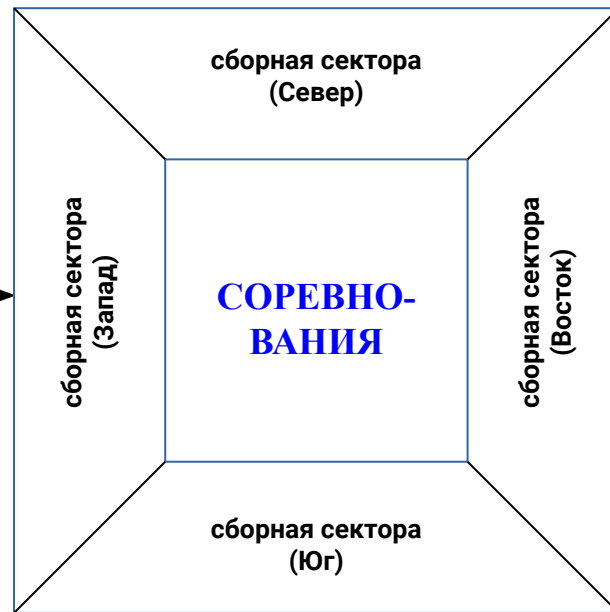 сборная сектора
(Север)
сборная сектора
(Запад)
СОРЕВНО-
ВАНИЯ
сборная сектора
(Восток)
сборная сектора
(Юг)